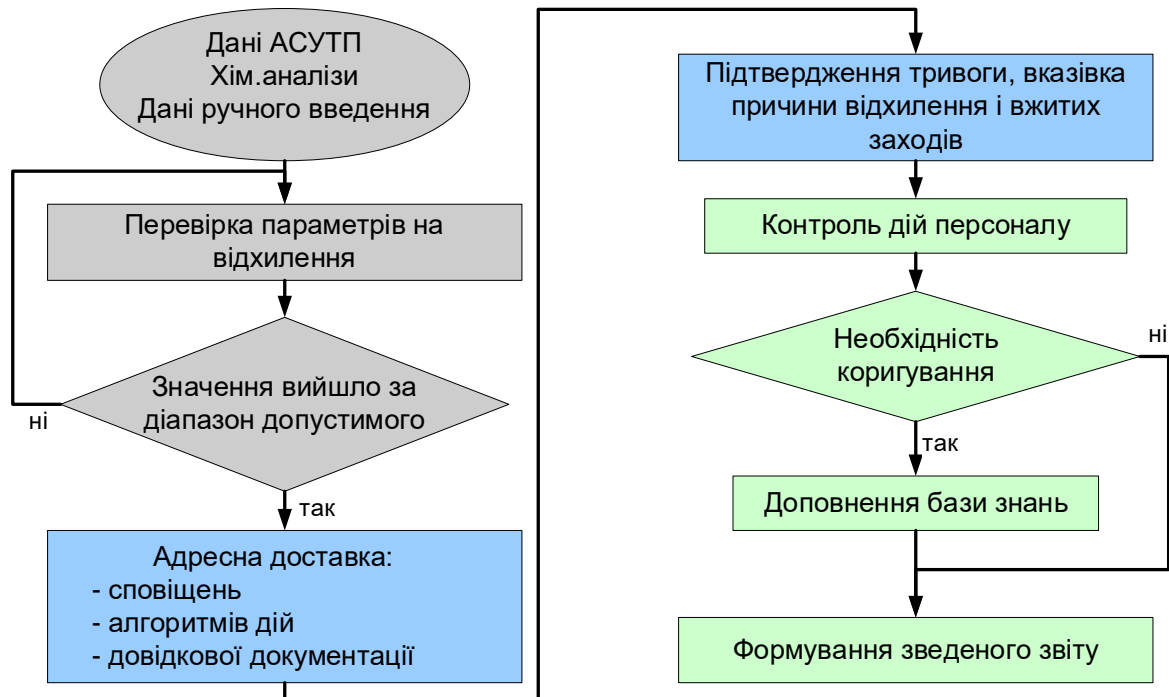 Дані АСУТП
Хім.аналізи
Дані ручного введення
Перевірка параметрів на
відхилення
Значення вийшло за
діапазон допустимого
ні
так
Адресна доставка:
- сповіщень
- алгоритмів дій
- довідкової документації
Підтвердження тривоги, вказівка
причини відхилення і вжитих
заходів
Контроль дій персоналу
Необхідність
коригування
ні
так
Доповнення бази знань
Формування зведеного звіту